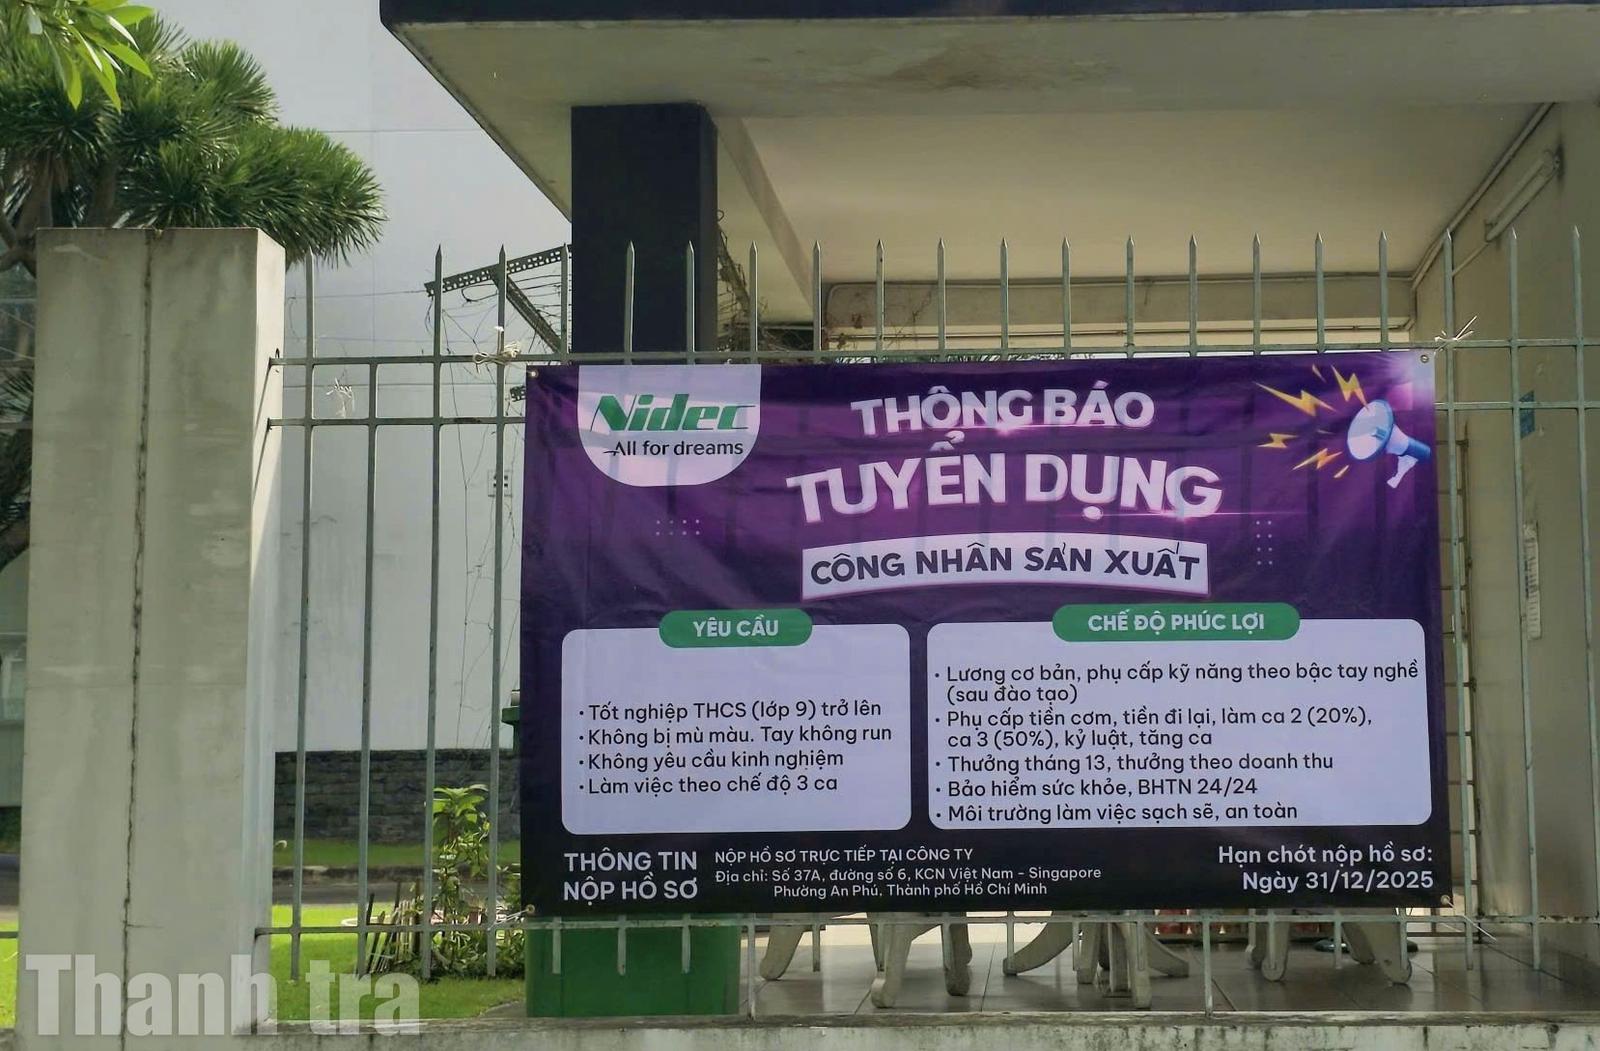 Nidec
All for dreams
THÔNG BÁO
TUYỂN DỤNG
CÔNG NHÂN SẢN XUẤT
YÊU CẦU
• Tốt nghiệp THCS (lớp 9) trở lên
• Không bị mù màu. Tay không run
• Không yêu cầu kinh nghiệm
• Làm việc theo chế độ 3 ca
CHẾ ĐỘ PHÚC LỢI
• Lương cơ bản, phụ cấp kỹ năng theo bậc tay nghề
(sau đào tạo)
• Phụ cấp tiền cơm, tiền đi lại, làm ca 2 (20%),
ca 3 (50%), kỷ luật, tăng ca
• Thưởng tháng 13, thưởng theo doanh thu
• Bảo hiểm sức khỏe, BHTN 24/24
• Môi trường làm việc sạch sẽ, an toàn
THÔNG TIN
NỘP HỒ SƠ
NỘP HỒ SƠ TRỰC TIẾP TẠI CÔNG TY
Địa chỉ: Số 37A, đường số 6, KCN Việt Nam - Singapore
Phường An Phú, Thành phố Hồ Chí Minh
Hạn chót nộp hồ sơ:
Ngày 31/12/2025
Thanh tra